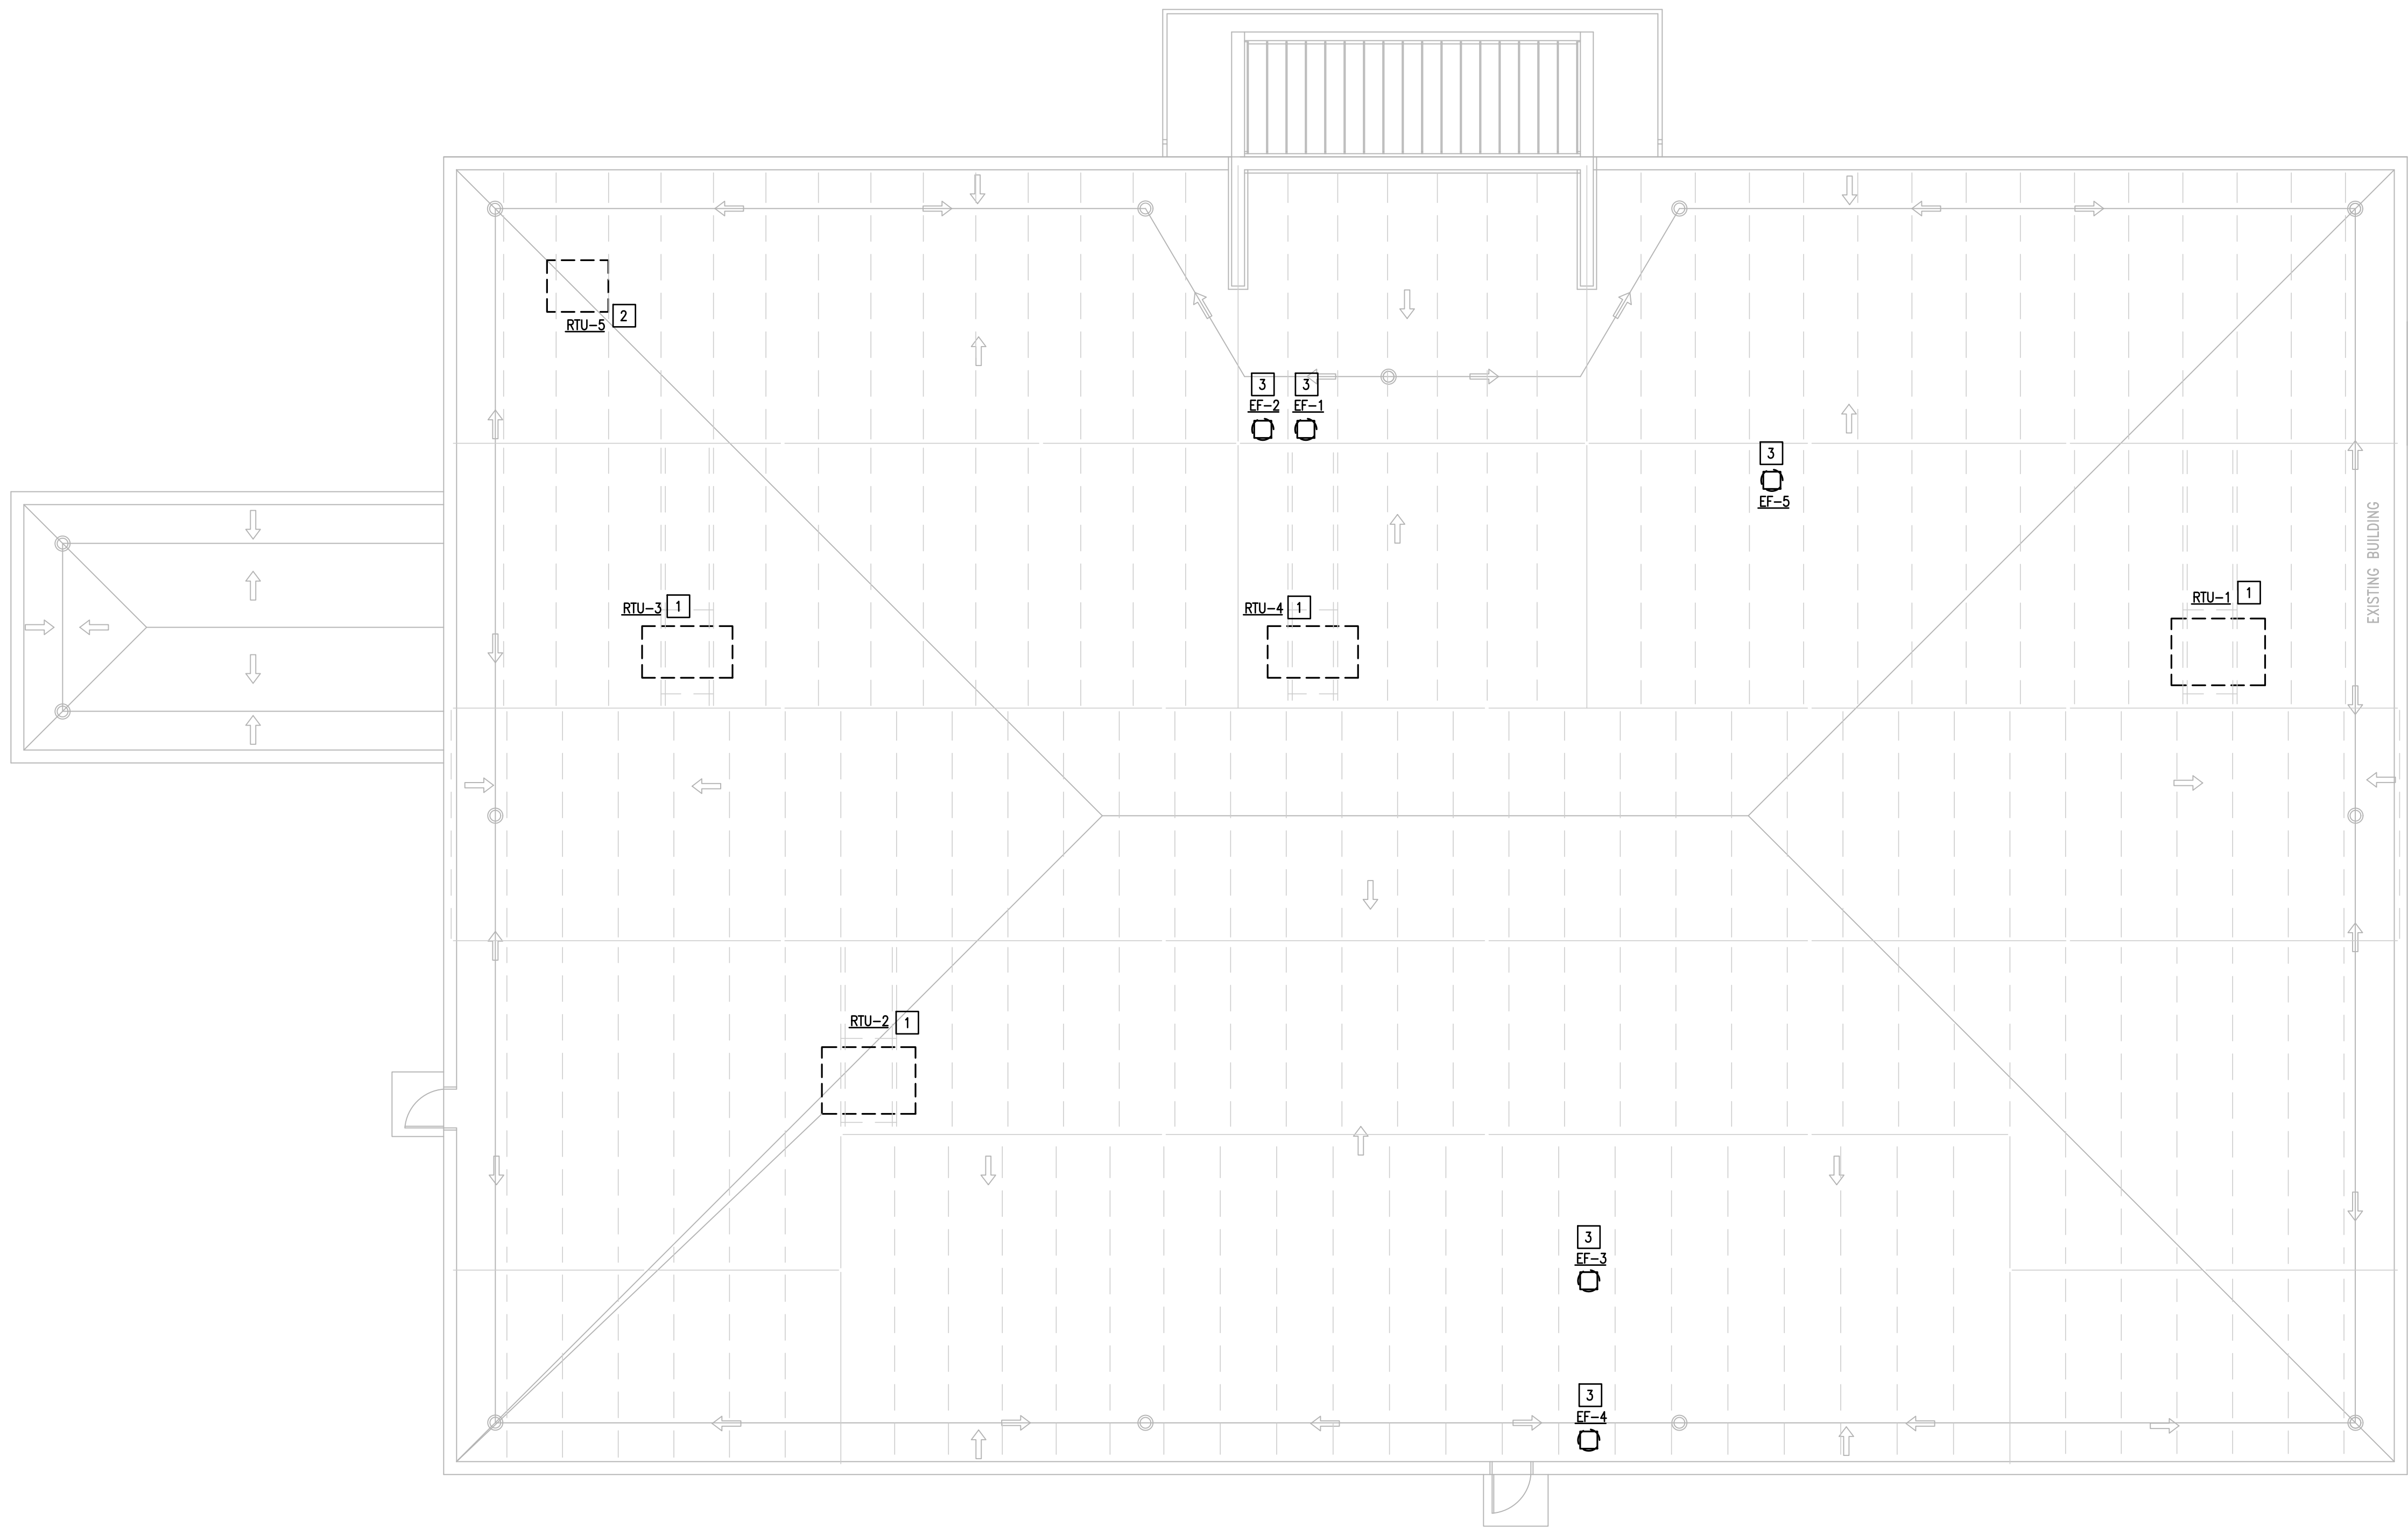 RTU-5
2
3
3
EF-2
EF-1
3
EF-5
EXISTING BUILDING
RTU-3
1
RTU-4
1
RTU-1
1
RTU-2
1
3
EF-3
3
EF-4